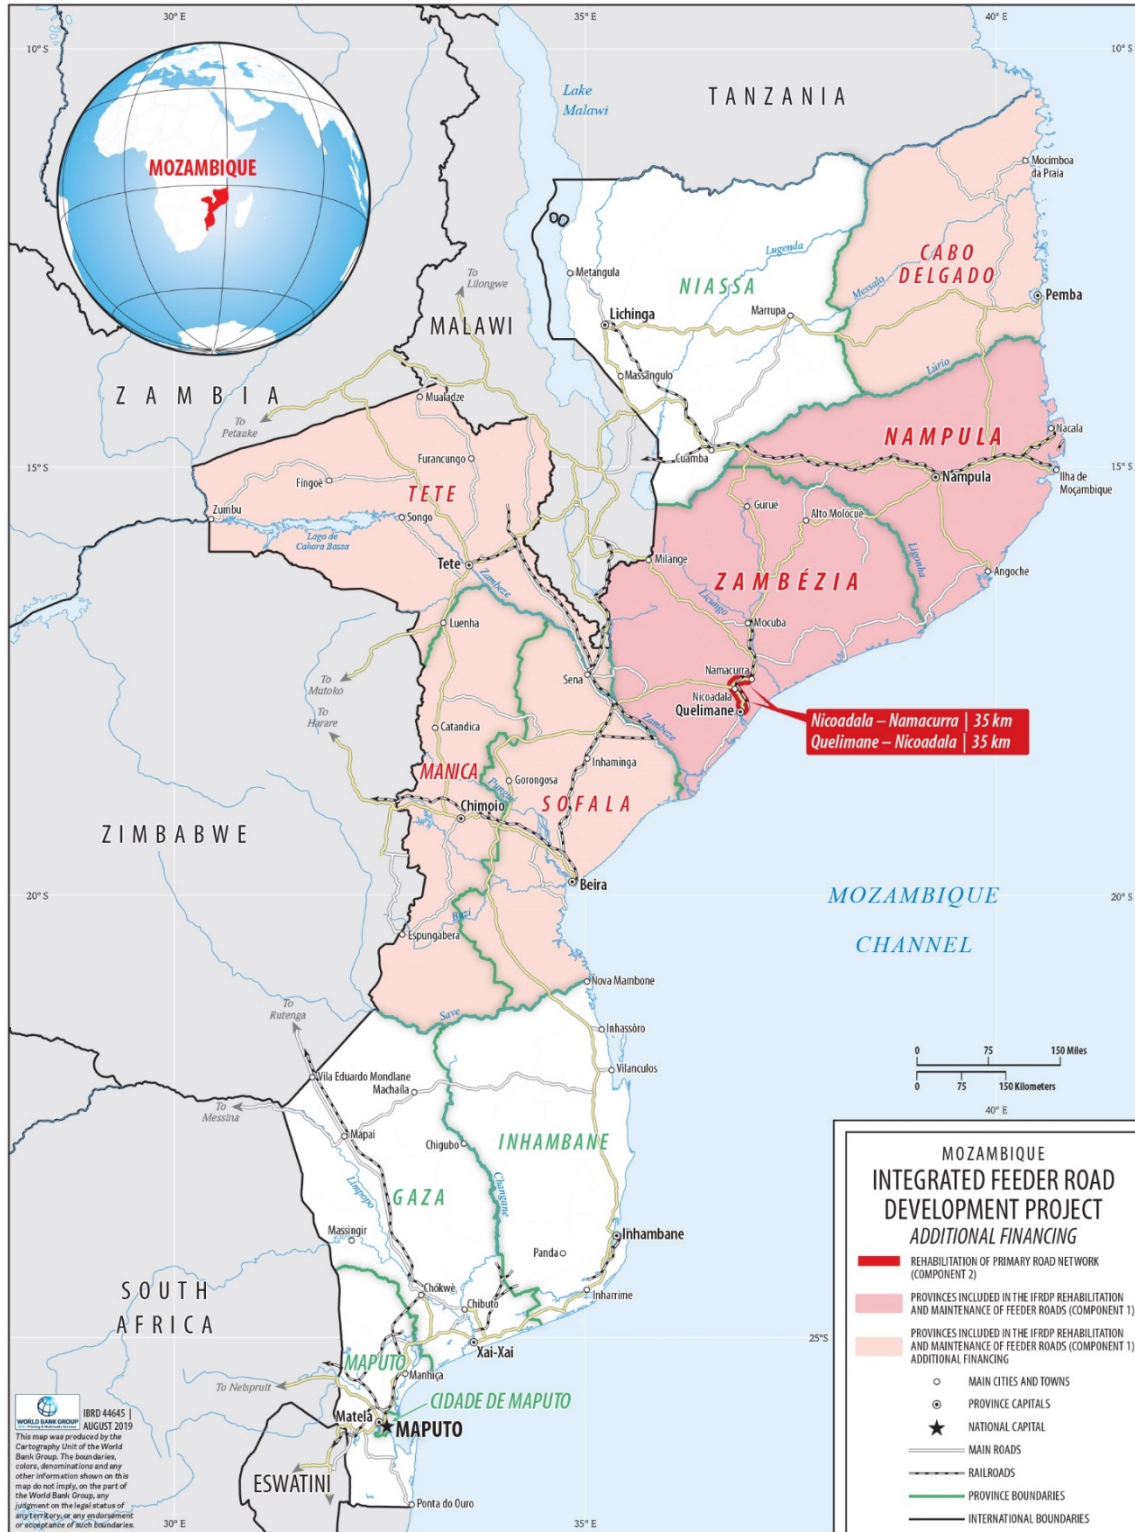 30° E
35° E
40° E
10° S
10° S
TANZANIA
Lake
Malawi
MOZAMBIQUE
Mocímboa
da Praia
CABO
DELGADO
Lugenda
Messalo
To
Lilongwe
Metangula
NIASSA
Pemba
MALAWI
Lichinga
Marrupa
Massangulo
Lúrio
ZAMBIA
To
Petauke
Mualadze
NAMPULA
Nacala
Furancungo
Cuamba
15° S
15° S
Fíngoè
TETE
Nampula
Ilha de
Moçambique
Zumbu
Songo
Gurué
Alto Molócue
Lago de
Cahora Bassa
Ligonha
Tete
Zambeze
Milange
ZAMBÉZIA
Angoche
Licungo
Luenha
Mocuba
To
Mutoko
Sena
Namacurra
Nicoadala
Quelimane
To
Harare
Nicoadala – Namacurra | 35 km
Quelimane – Nicoadala | 35 km
Zambeze
Catandica
Inhaminga
MANICA
Gorongosa
Pungué
SOFALA
Chimoio
ZIMBABWE
Beira
20° S
20° S
MOZAMBIQUE
CHANNEL
Buzi
Espungabera
Nova Mambone
To
Rutenga
Save
Inhassôro
0 75 150 Miles
0 75 150 Kilometers
Vilanculos
Vila Eduardo Mondlane
Machaíla
To
Messina
40° E
Mapai
Chigubo
INHAMBANE
Limpopo
GAZA
Changane
Massingir
Panda
Inhambane
SOUTH
AFRICA
Chókwè
Chibuto
Inharrime
25° S
Xai-Xai
MAPUTO
Manhiça
To Nelspruit
CIDADE DE MAPUTO
Matela
MAPUTO
ESWATINI
Ponta do Ouro
30° E
35° E
WORLD BANK GROUP
IBRD 44645 |
AUGUST 2019
This map was produced by the
Cartography Unit of the World
Bank Group. The boundaries,
colors, denominations and any
other information shown on this
map do not imply, on the part of
the World Bank Group, any
judgment on the legal status of
any territory, or any endorsement
or acceptance of such boundaries.
MOZAMBIQUE
INTEGRATED FEEDER ROAD
DEVELOPMENT PROJECT
ADDITIONAL FINANCING
REHABILITATION OF PRIMARY ROAD NETWORK
(COMPONENT 2)
PROVINCES INCLUDED IN THE IFRDP REHABILITATION
AND MAINTENANCE OF FEEDER ROADS (COMPONENT 1)
PROVINCES INCLUDED IN THE IFRDP REHABILITATION
AND MAINTENANCE OF FEEDER ROADS (COMPONENT 1)
ADDITIONAL FINANCING
MAIN CITIES AND TOWNS
PROVINCE CAPITALS
NATIONAL CAPITAL
MAIN ROADS
RAILROADS
PROVINCE BOUNDARIES
INTERNATIONAL BOUNDARIES